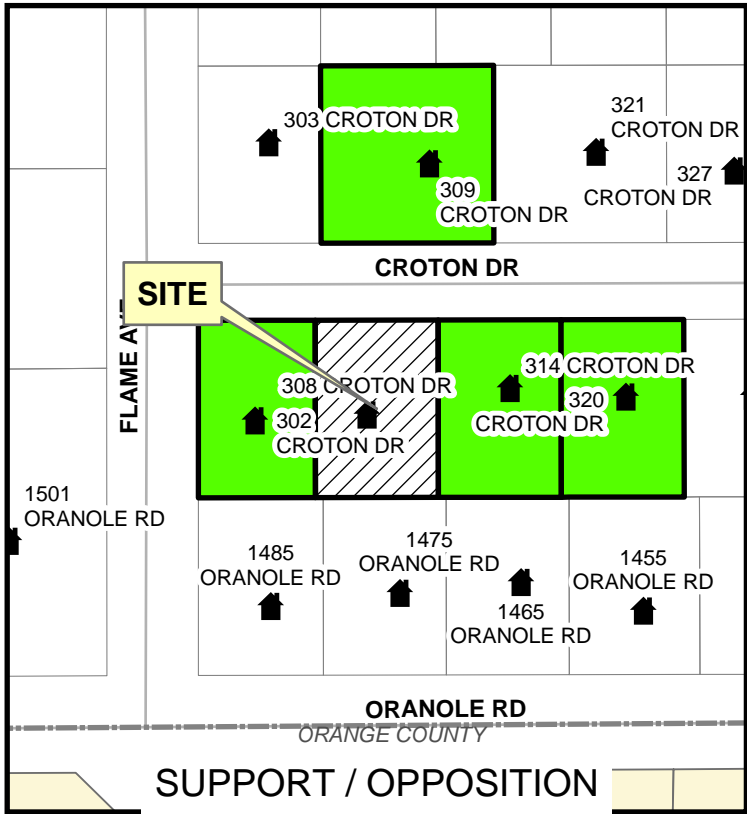 303 CROTON DR
321
CROTON DR
309
CROTON DR
327
CROTON DR
CROTON DR
SITE
FLAME AVE
308 CROTON DR
302
CROTON DR
314 CROTON DR
320
CROTON DR
1501
ORANOLE RD
1485
ORANOLE RD
1475
ORANOLE RD
1465
ORANOLE RD
1455
ORANOLE RD
ORANOLE RD
ORANGE COUNTY
SUPPORT / OPPOSITION